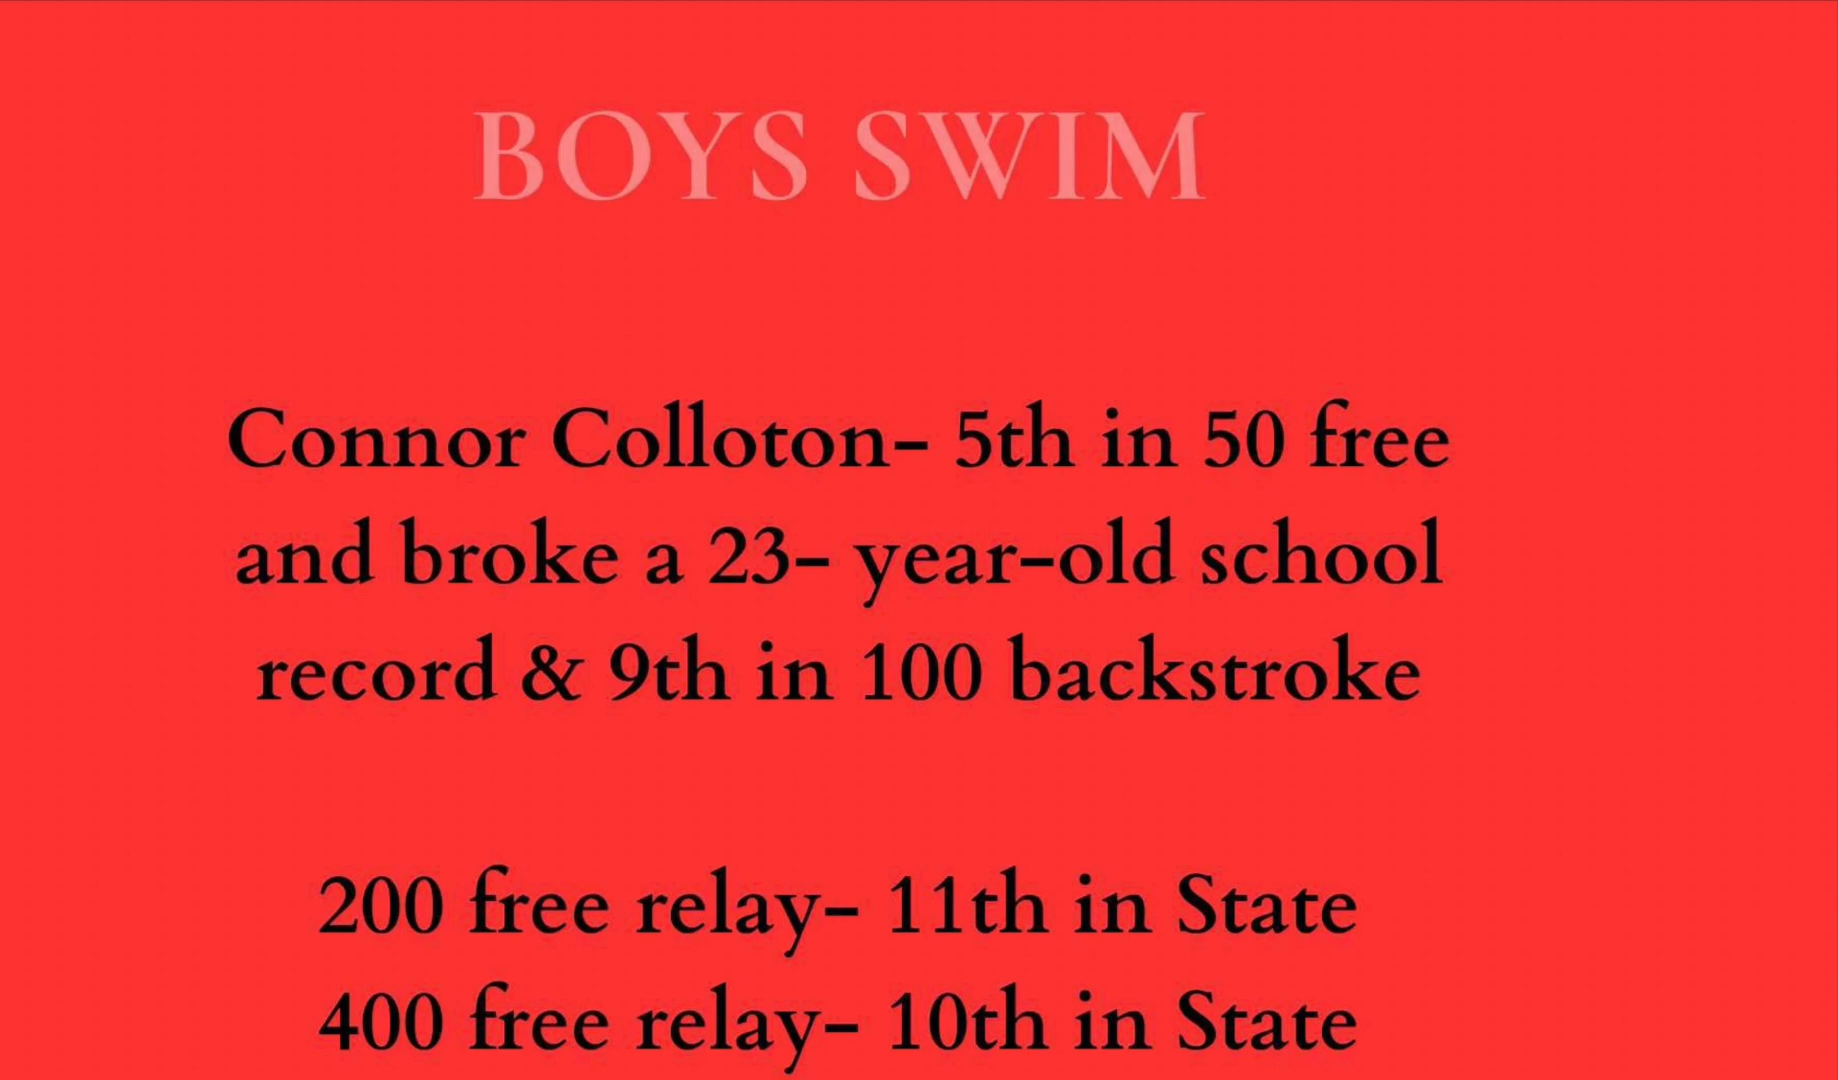 BOYS SWIM
Connor Colloton- 5th in 50 free
and broke a 23- year-old school
record & 9th in 100 backstroke
200 free relay- 11th in State
400 free relay- 10th in State